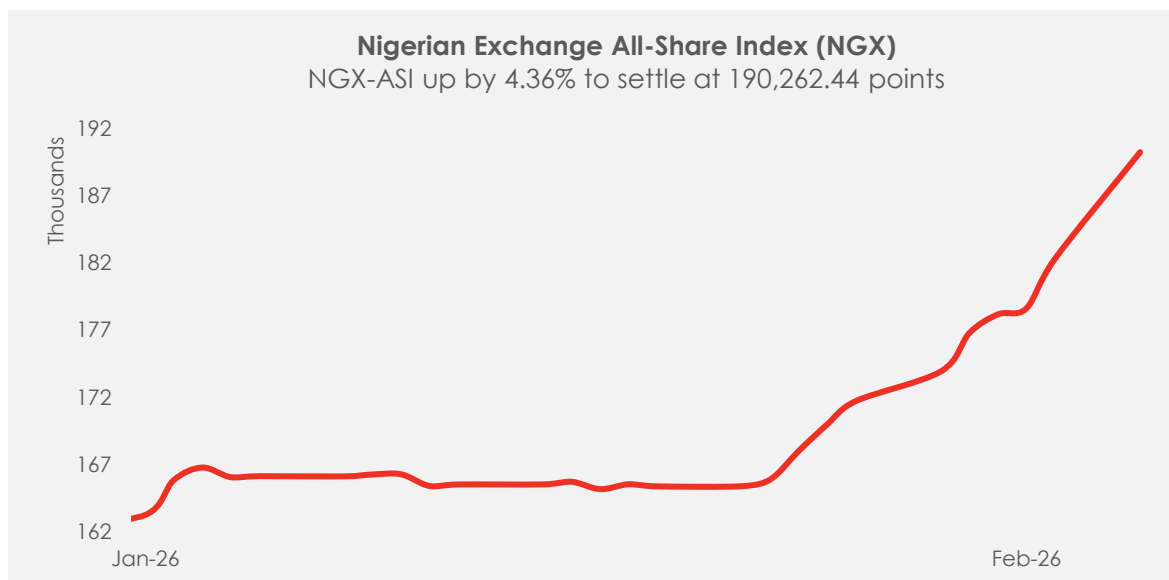 Nigerian Exchange All-Share Index (NGX)
NGX-ASI up by 4.36% to settle at 190,262.44 points
Thousands
192
187
182
177
172
167
162
Jan-26
Feb-26